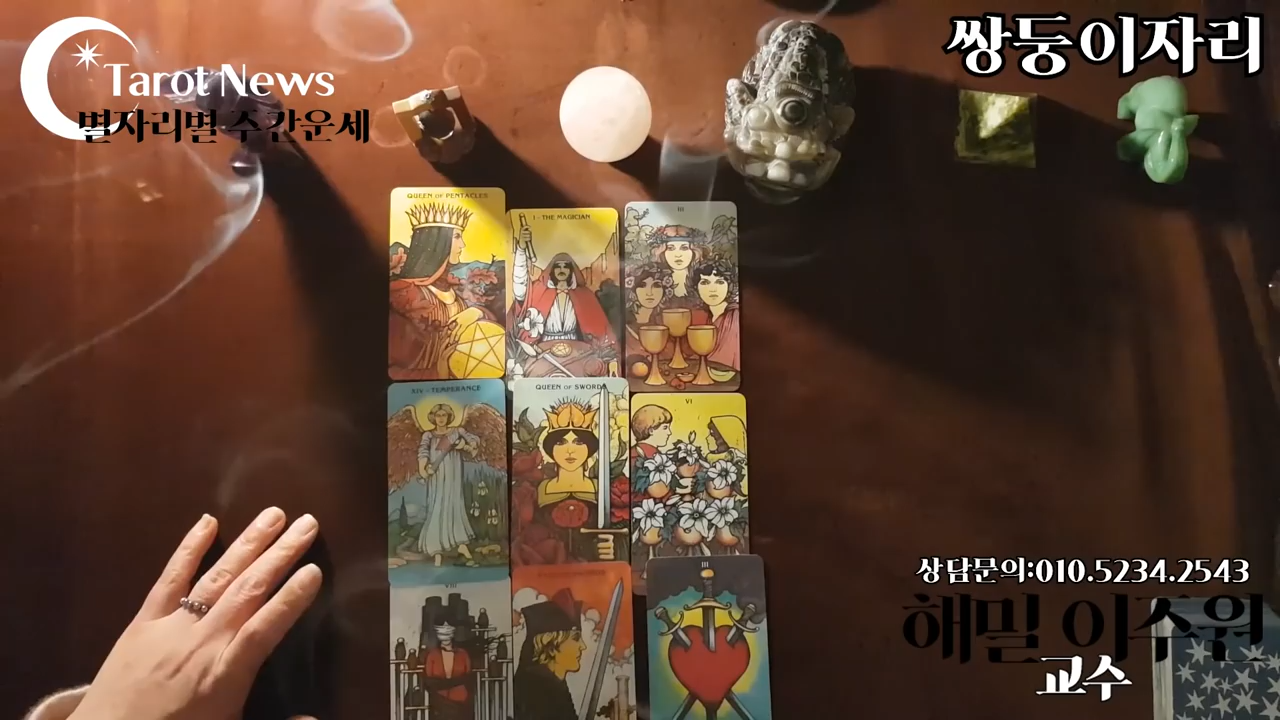 Tarot News
별자리별 주간운세
쌍둥이자리
QUEEN OF PENTACLES
I - THE MAGICIAN
III
XIV - TEMPERANCE
QUEEN OF SWORDS
VI
VIII
III
상담문의:010.5234.2543
해밀 이주원
교수